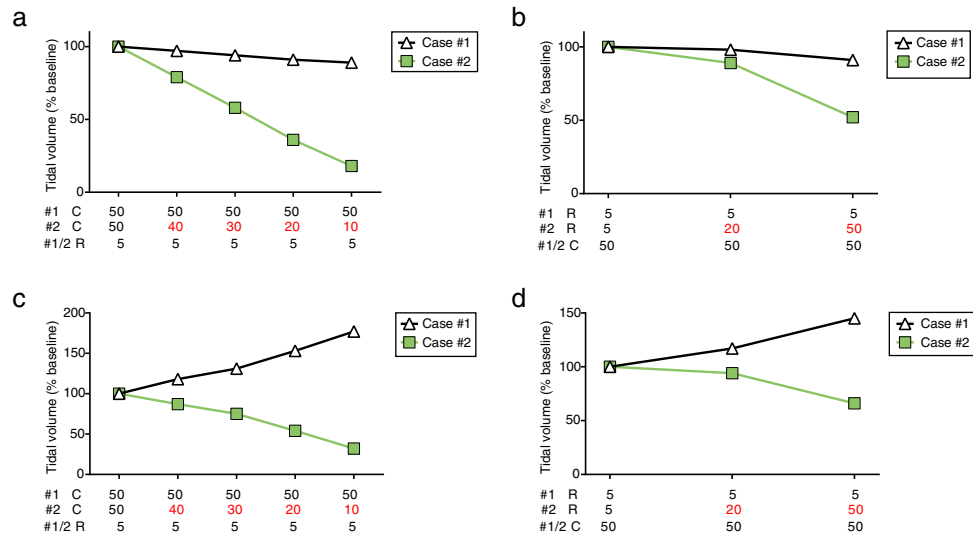 a
Tidal volume (% baseline)
100
50
0
Case #1
Case #2
#1 C 50 50 50 50 50
#2 C 50 40 30 20 10
#1/2 R 5 5 5 5 5
b
Tidal volume (% baseline)
100
50
0
Case #1
Case #2
#1 R 5 5 5
#2 R 5 20 50
#1/2 C 50 50 50
c
Tidal volume (% baseline)
200
150
100
50
0
Case #1
Case #2
#1 C 50 50 50 50 50
#2 C 50 40 30 20 10
#1/2 R 5 5 5 5 5
d
Tidal volume (% baseline)
150
100
50
0
Case #1
Case #2
#1 R 5 5 5
#2 R 5 20 50
#1/2 C 50 50 50